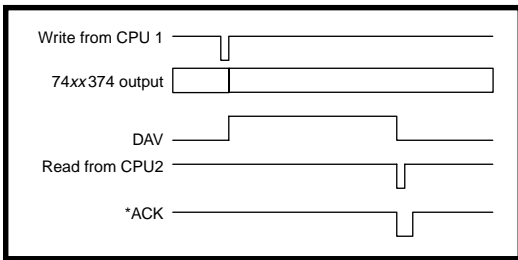 Write from CPU 1
74xx374 output
DAV
Read from CPU2
*ACK